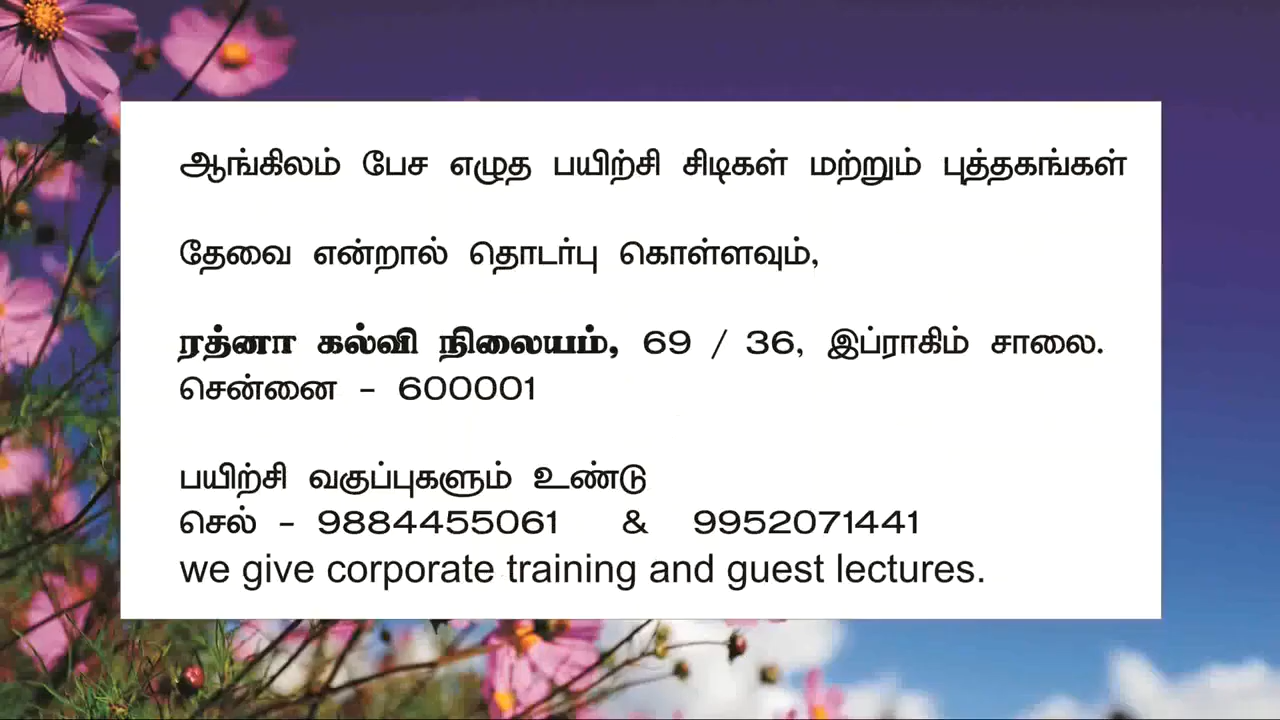 ஆங்கிலம் பேச எழுத பயிற்சி சிடிகள் மற்றும் புத்தகங்கள்
தேவை என்றால் தொடர்பு கொள்ளவும்,
ரத்னா கல்வி நிலையம், 69 / 36, இப்ராகிம் சாலை.
சென்னை - 600001
பயிற்சி வகுப்புகளும் உண்டு
செல் - 9884455061 & 9952071441
we give corporate training and guest lectures.